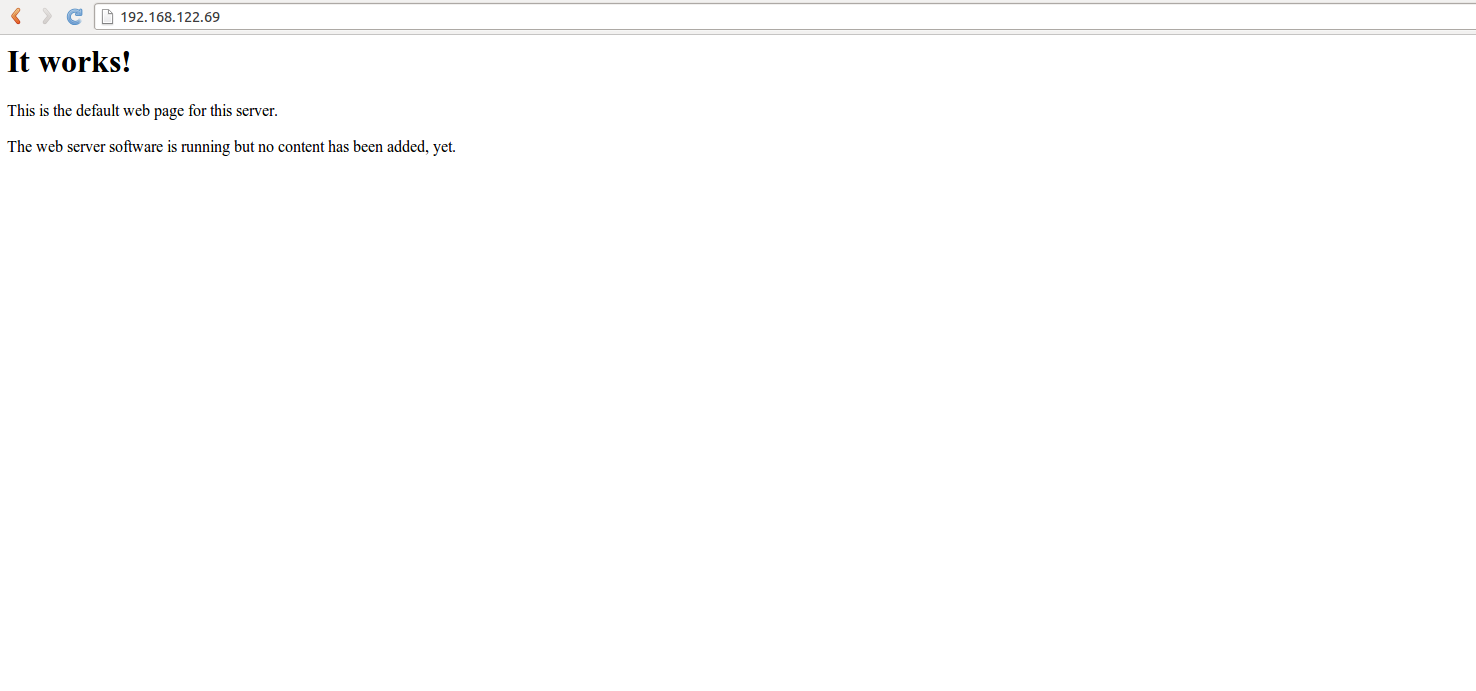 192.168.122.69
It works!
This is the default web page for this server.
The web server software is running but no content has been added, yet.